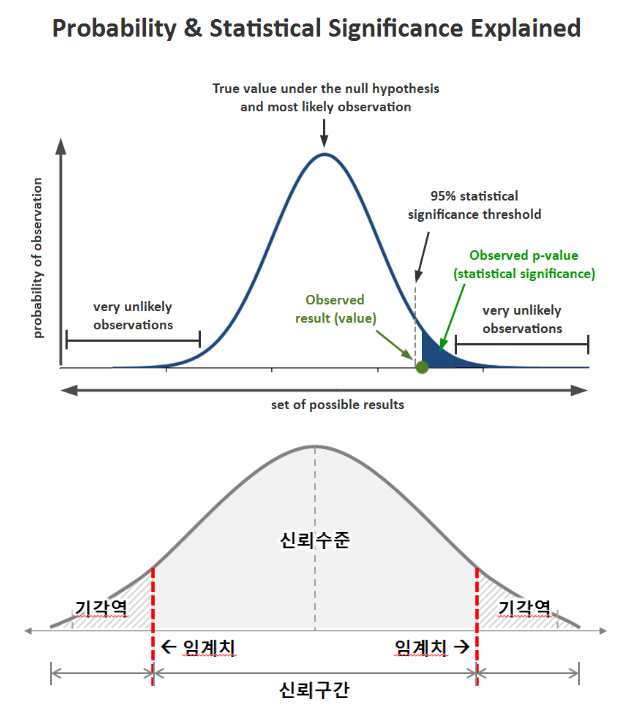 Probability & Statistical Significance Explained
True value under the null hypothesis
and most likely observation
probability of observation
95% statistical
significance threshold
Observed p-value
(statistical significance)
Observed
result (value)
very unlikely
observations
very unlikely
observations
set of possible results
신뢰수준
기각역
기각역
← 임계치
임계치 →
신뢰구간